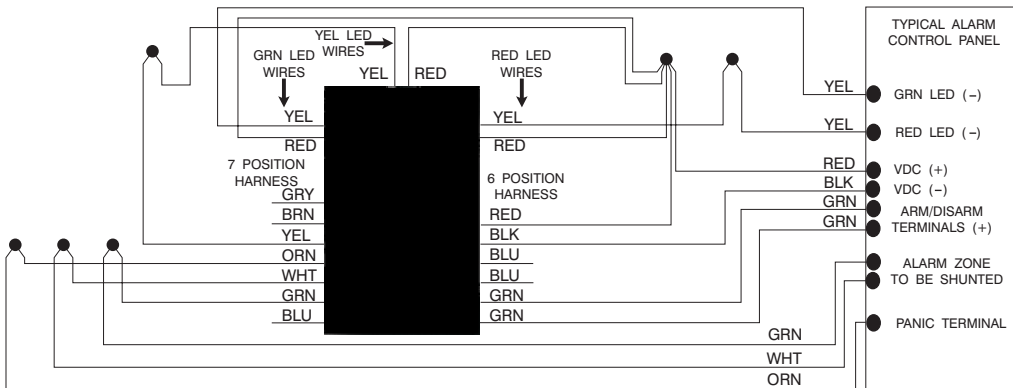 TYPICAL ALARM
CONTROL PANEL
YEL LED
WIRES
GRN LED
WIRES
RED LED
WIRES
YEL
RED
YEL
RED
YEL
RED
7 POSITION
HARNESS
GRY
BRN
YEL
ORN
WHT
GRN
BLU
6 POSITION
HARNESS
RED
BLK
BLU
BLU
GRN
GRN
YEL
GRN LED (-)
YEL
RED LED (-)
RED
VDC (+)
BLK
VDC (-)
GRN
GRN
ARM/DISARM
TERMINALS (+)
ALARM ZONE
TO BE SHUNTED
PANIC TERMINAL
GRN
WHT
ORN